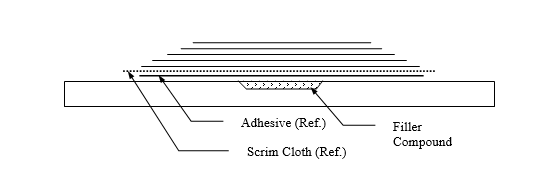 Adhesive (Ref.)
Filler
Compound
Scrim Cloth (Ref.)